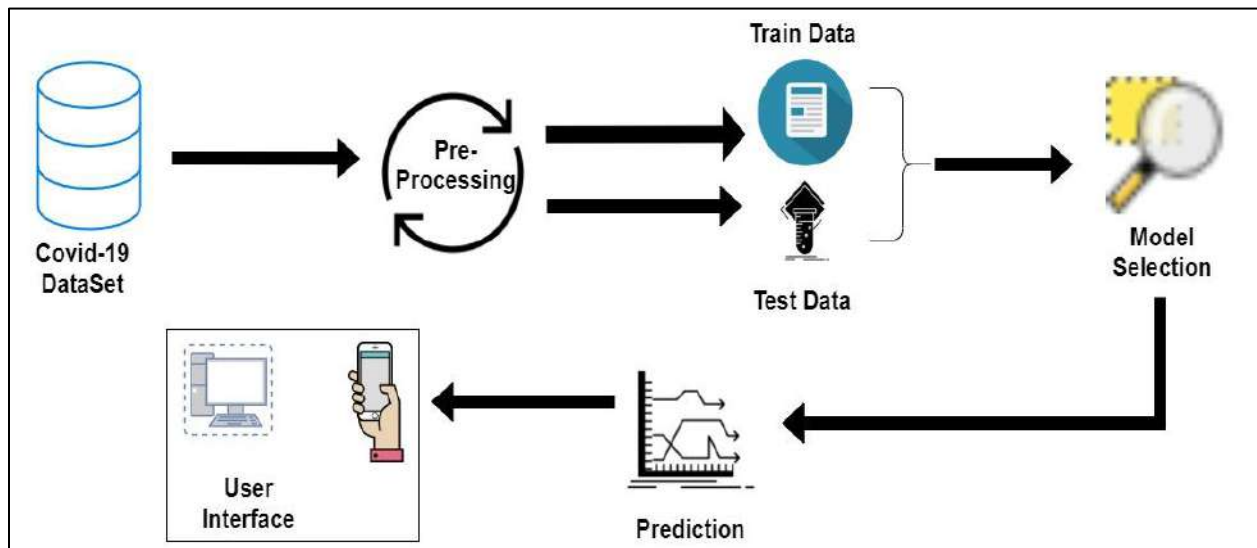 Train Data
Pre-
Processing
Covid-19
DataSet
Test Data
Model
Selection
User
Interface
Prediction